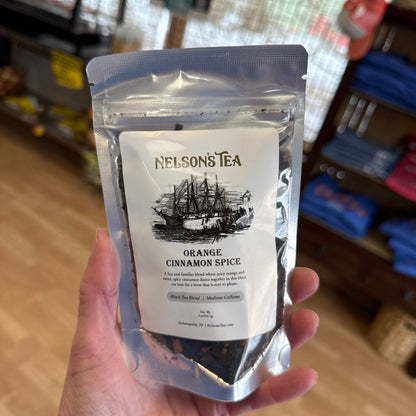 NELSON'S TEA
ORANGE
CINNAMON SPICE
A fun and familiar blend where juicy orange and
sweet, spicy cinnamon dance together in this black
tea base for a brew that is sure to please.
Black Tea Blend | Medium Caffeine
Net. Wt.
Indianapolis, IN | NelsonsTea.com